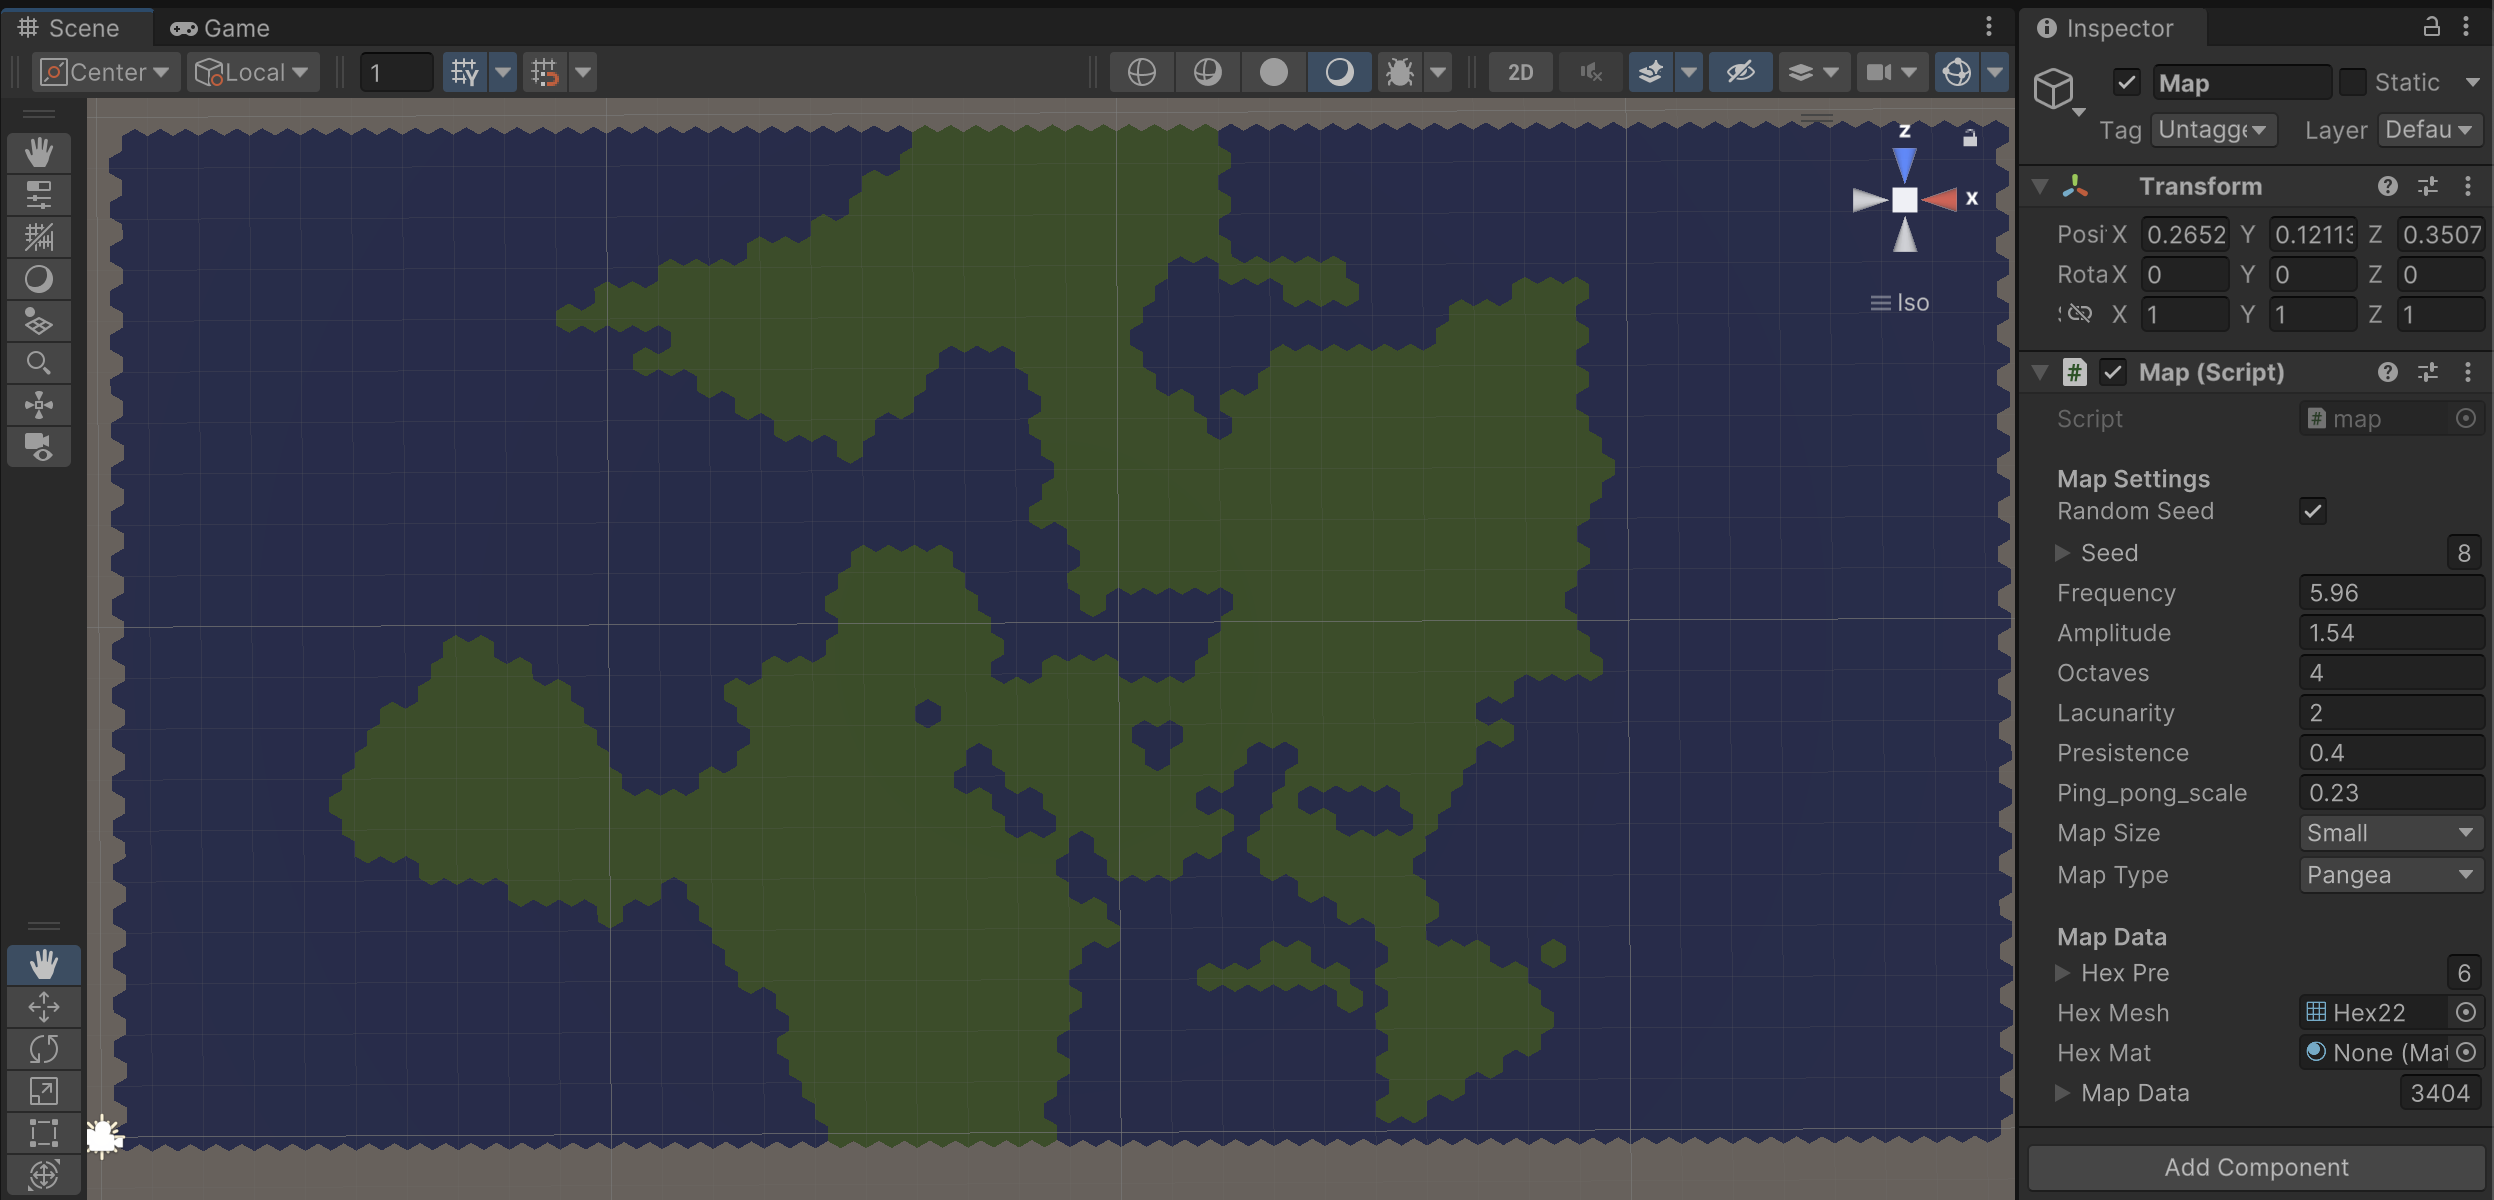 Scene
Game
Center
Local
1
2D
z
x
Iso
Inspector
Map
Static
Tag
Untagge
Layer
Defau
Transform
Posi X 0.2652 Y 0.1211 Z 0.3507
Rota X 0 Y 0 Z 0
X 1 Y 1 Z 1
Map (Script)
Script
map
Map Settings
Random Seed
Seed 8
Frequency 5.96
Amplitude 1.54
Octaves 4
Lacunarity 2
Presistence 0.4
Ping_pong_scale 0.23
Map Size Small
Map Type Pangea
Map Data
Hex Pre 6
Hex Mesh Hex22
Hex Mat None (Mat
Map Data 3404
Add Component